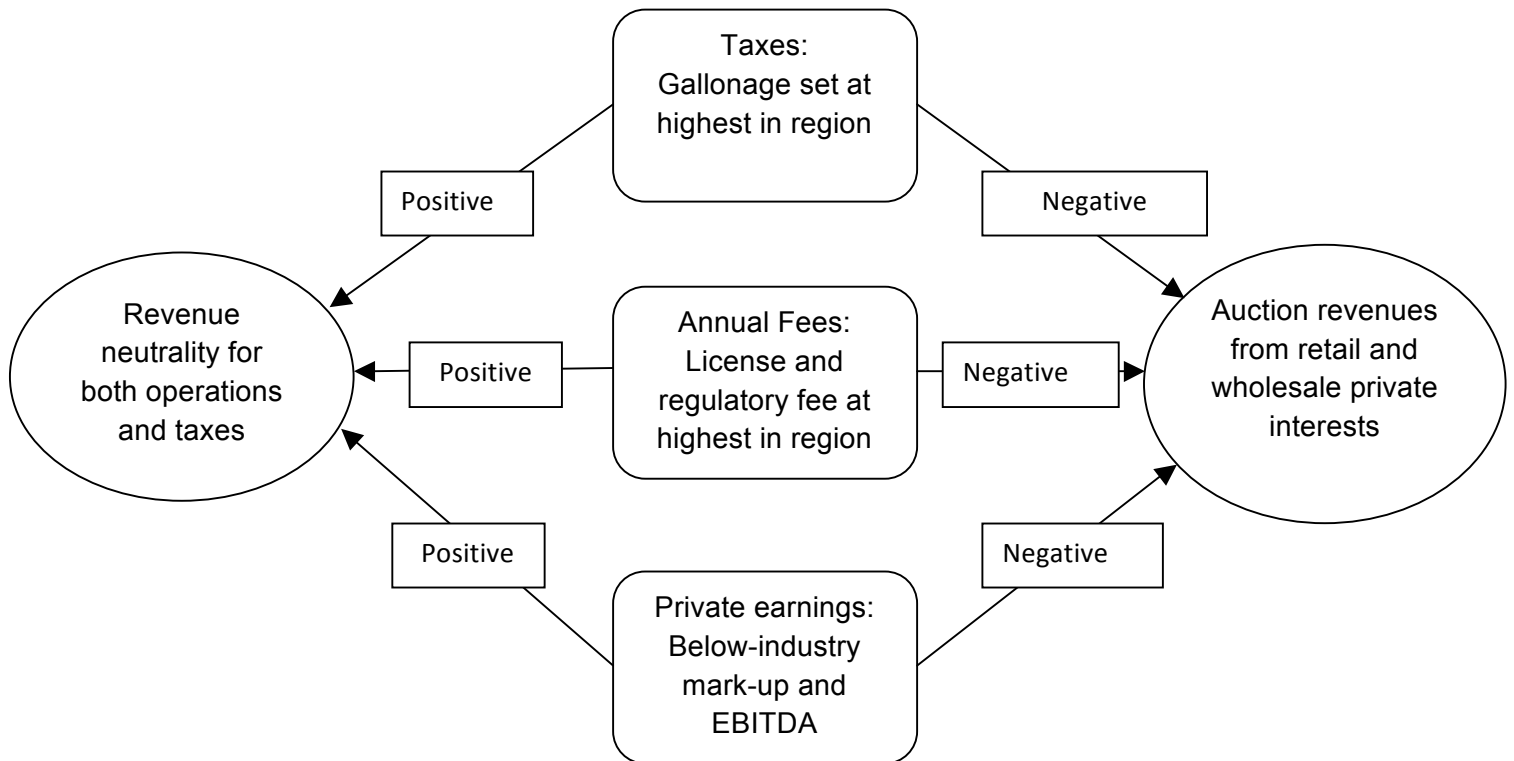 Taxes:
Gallonage set at
highest in region
Positive
Negative
Revenue
neutrality for
both operations
and taxes
Annual Fees:
License and
regulatory fee at
highest in region
Positive
Negative
Auction revenues
from retail and
wholesale private
interests
Positive
Negative
Private earnings:
Below-industry
mark-up and
EBITDA